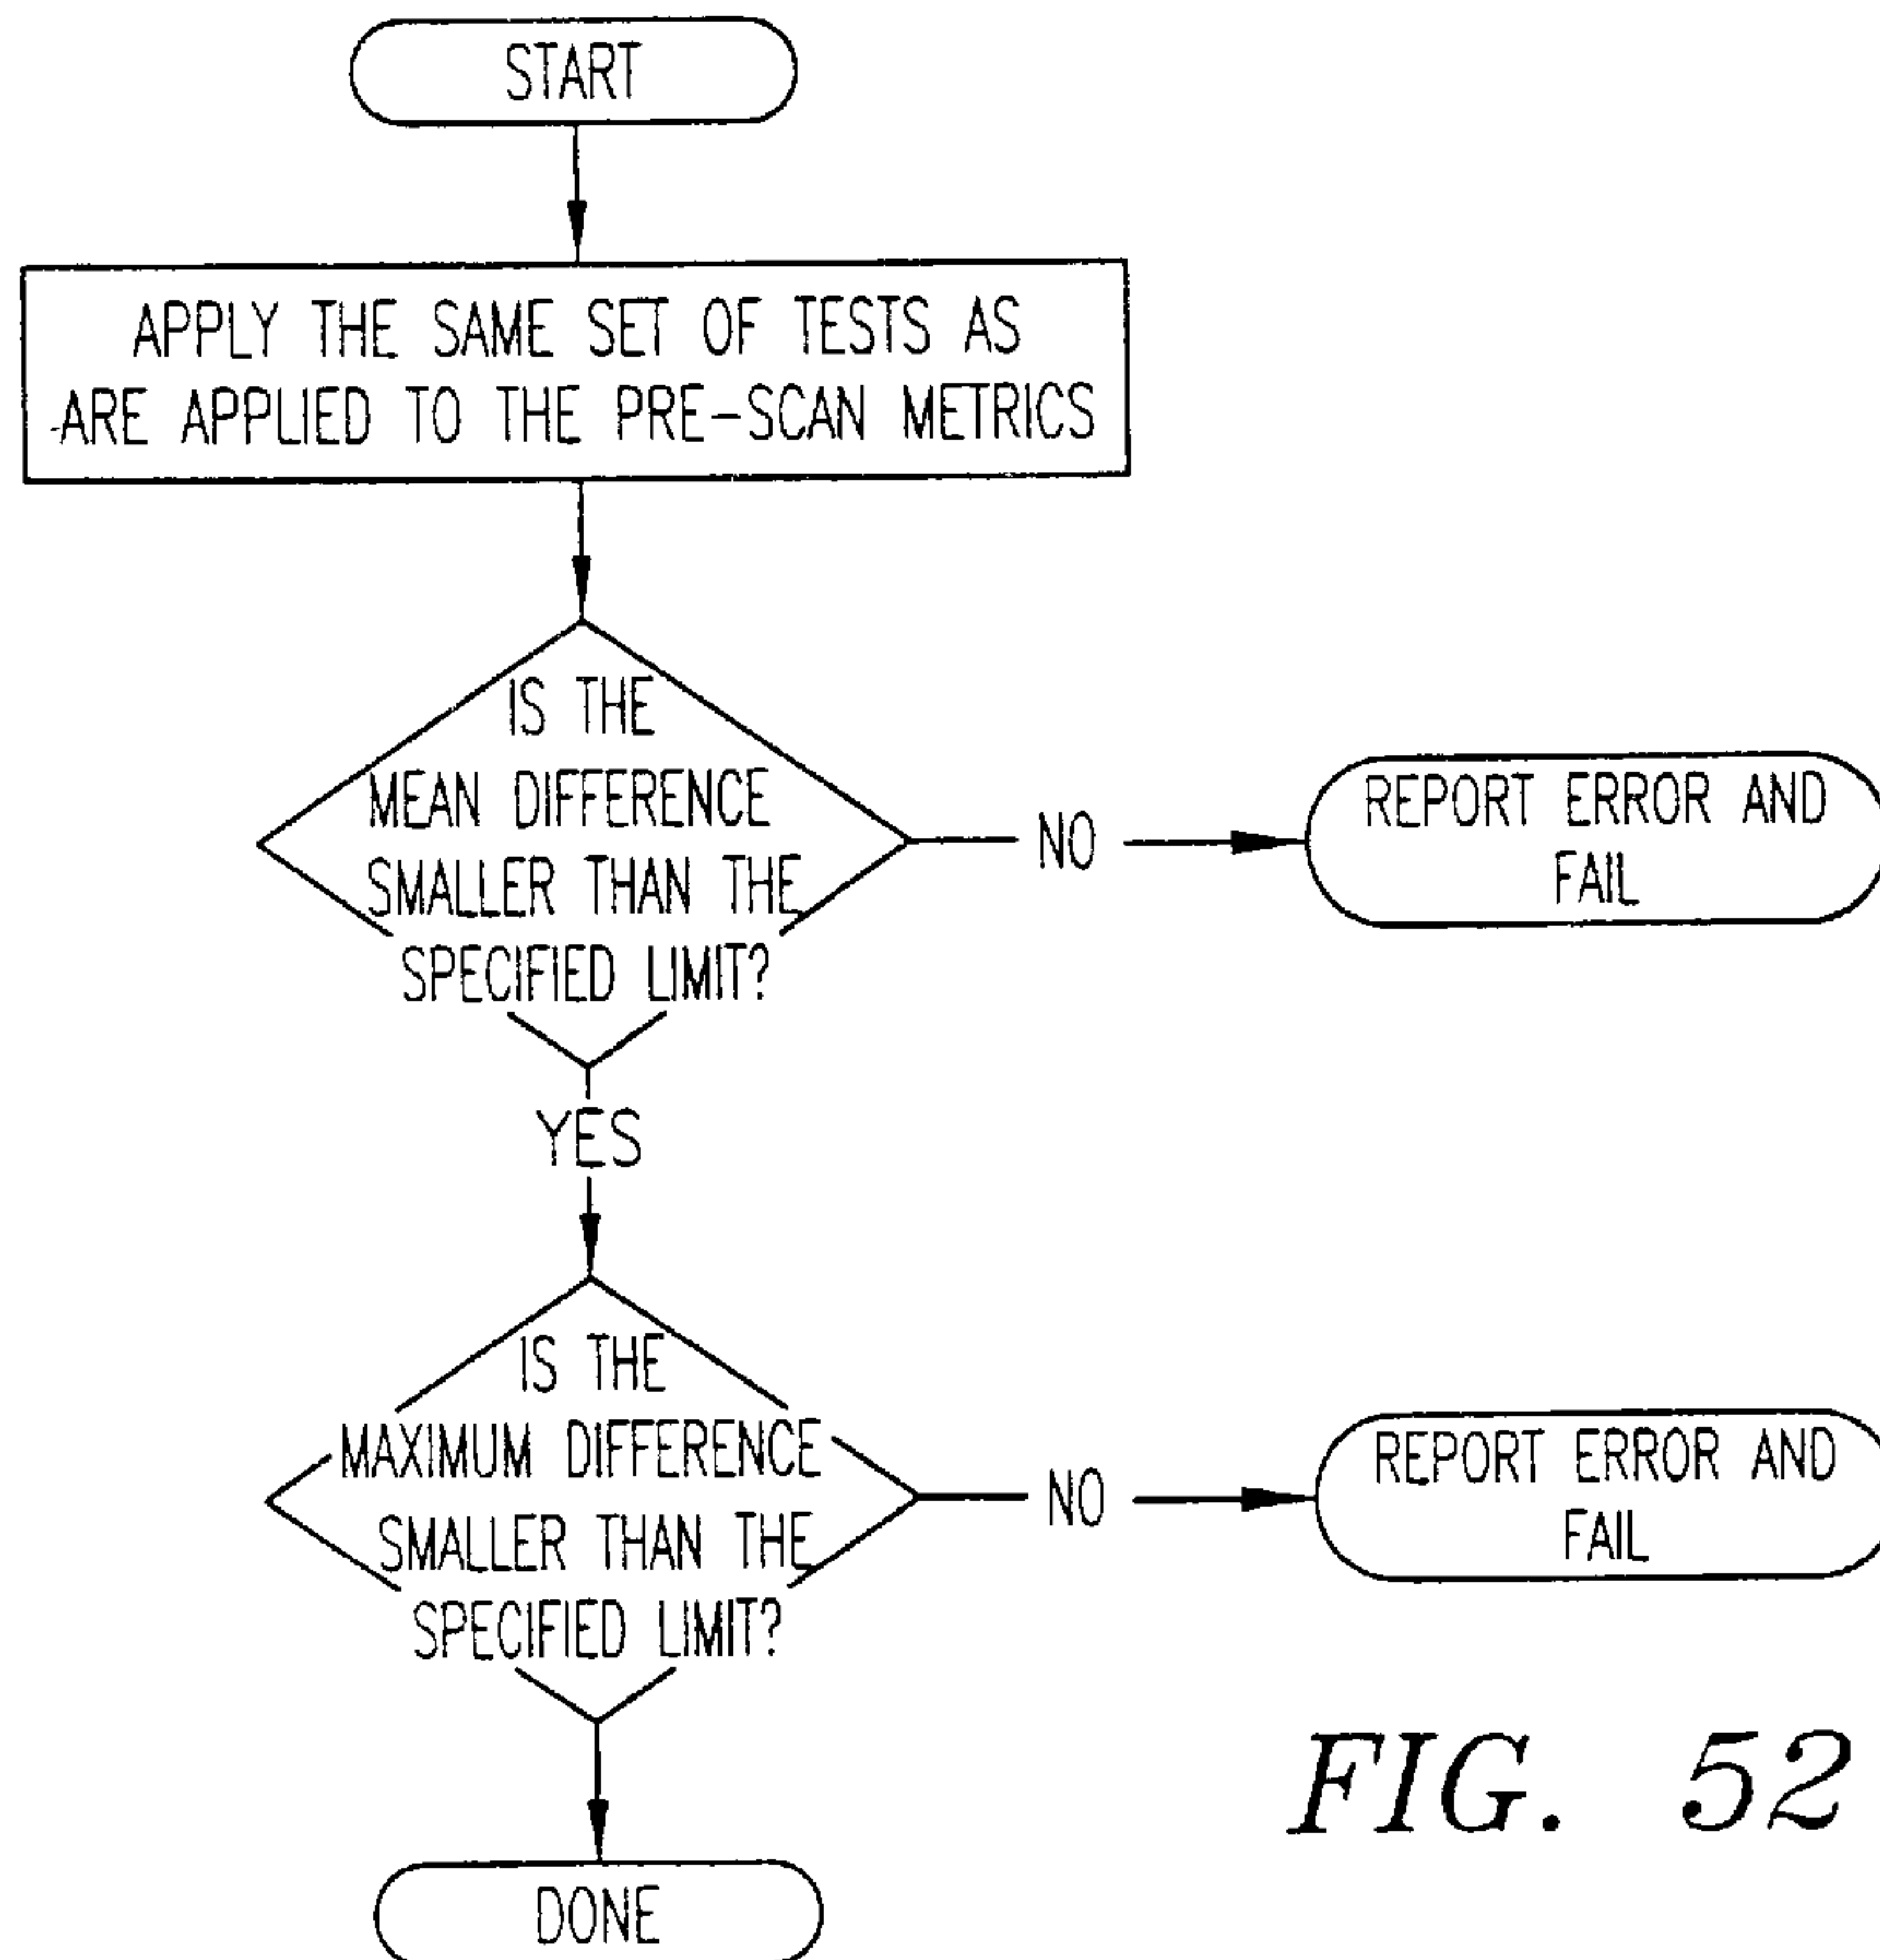 START
APPLY THE SAME SET OF TESTS AS
ARE APPLIED TO THE PRE-SCAN METRICS
IS THE
MEAN DIFFERENCE
SMALLER THAN THE
SPECIFIED LIMIT?
NO
REPORT ERROR AND
FAIL
YES
IS THE
MAXIMUM DIFFERENCE
SMALLER THAN THE
SPECIFIED LIMIT?
NO
REPORT ERROR AND
FAIL
DONE
FIG. 52